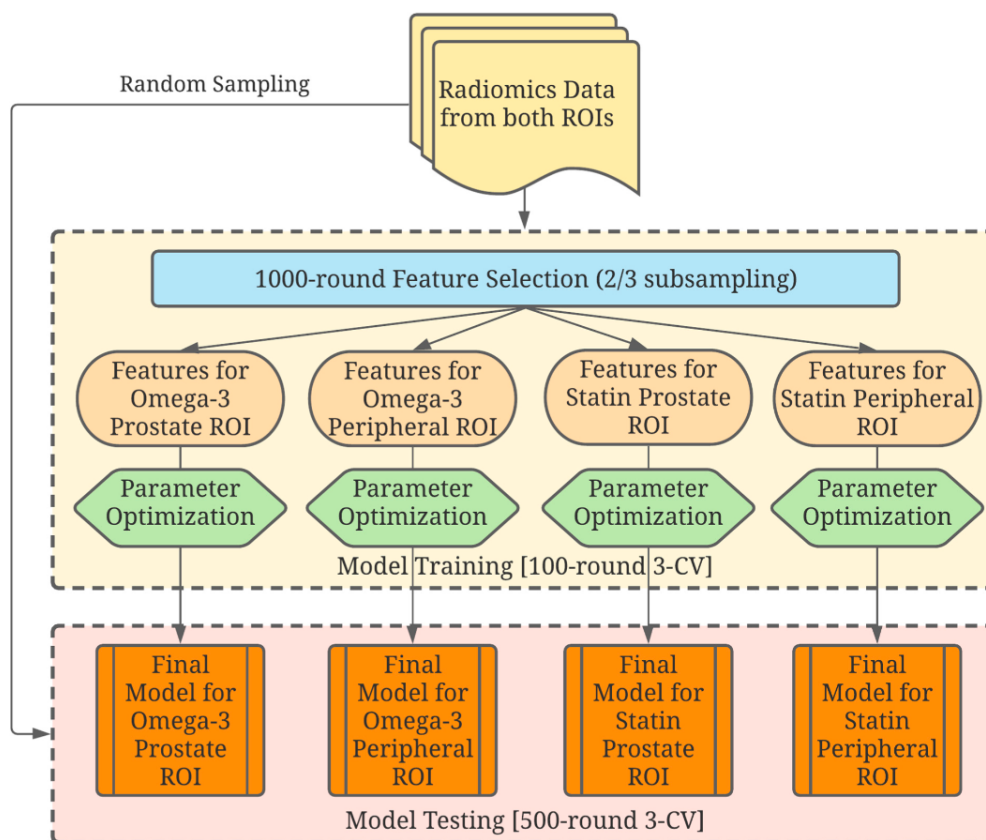 Random Sampling
Radiomics Data
from both ROIs
1000-round Feature Selection (2/3 subsampling)
Features for
Omega-3
Prostate ROI
Features for
Omega-3
Peripheral ROI
Features for
Statin Prostate
ROI
Features for
Statin Peripheral
ROI
Parameter
Optimization
Parameter
Optimization
Parameter
Optimization
Parameter
Optimization
Model Training [100-round 3-CV]
Final
Model for
Omega-3
Prostate
ROI
Final
Model for
Omega-3
Peripheral
ROI
Final
Model for
Statin
Prostate
ROI
Final
Model for
Statin
Peripheral
ROI
Model Testing [500-round 3-CV]